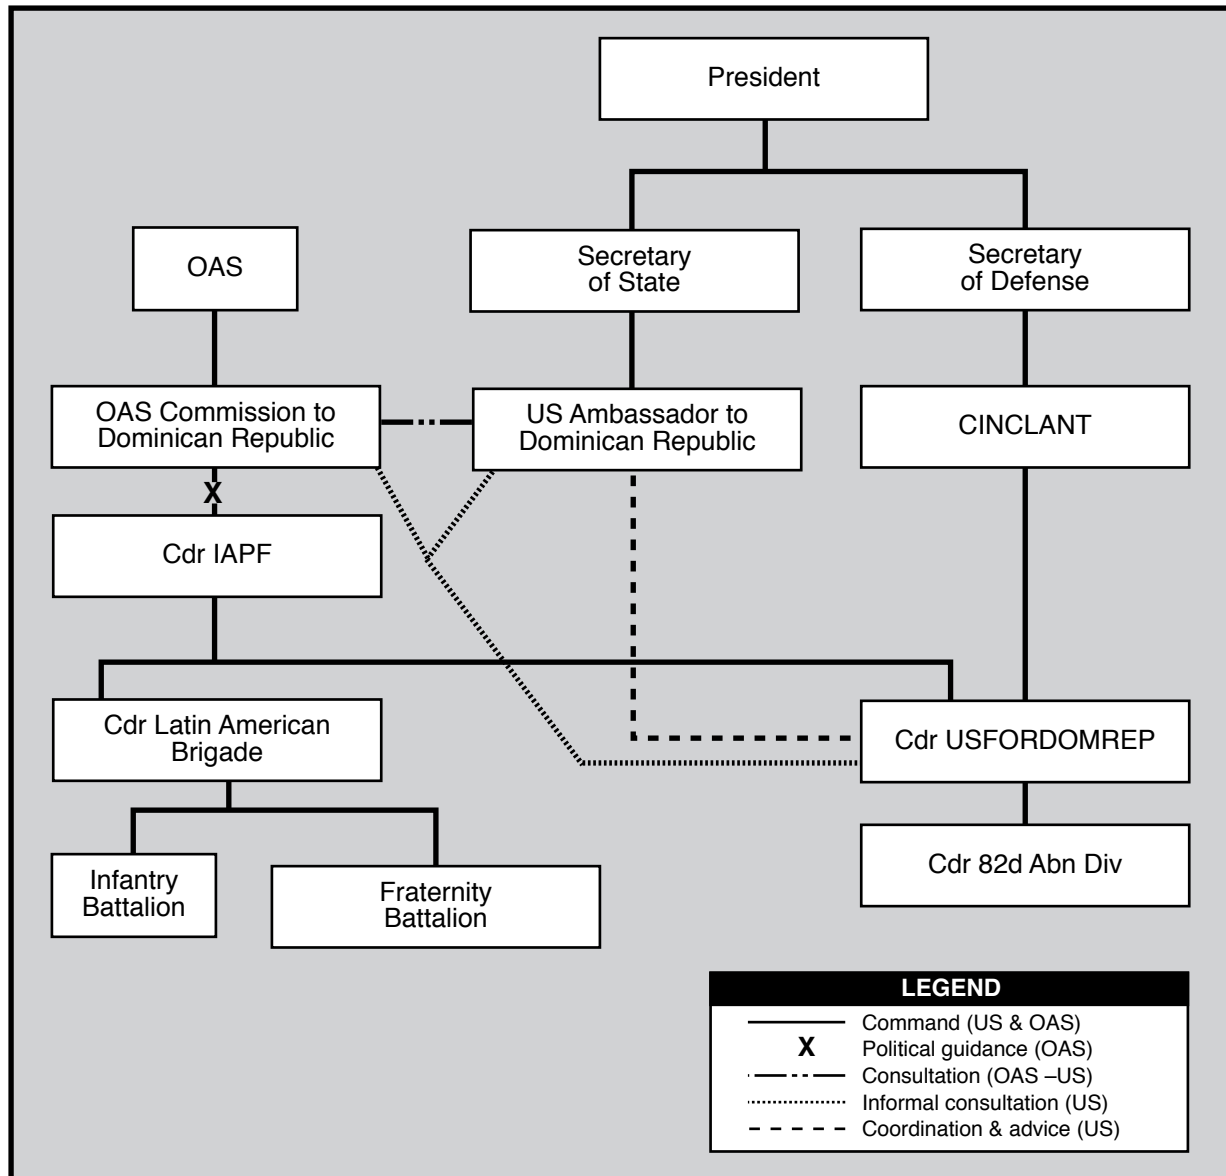 President
OAS
Secretary
of State
Secretary
of Defense
OAS Commission to
Dominican Republic
US Ambassador to
Dominican Republic
CINCLANT
X
Cdr IAPF
Cdr Latin American
Brigade
Cdr USFORDOMREP
Infantry
Battalion
Fraternity
Battalion
Cdr 82d Abn Div
LEGEND
Command (US & OAS)
X Political guidance (OAS)
Consultation (OAS –US)
Informal consultation (US)
Coordination & advice (US)